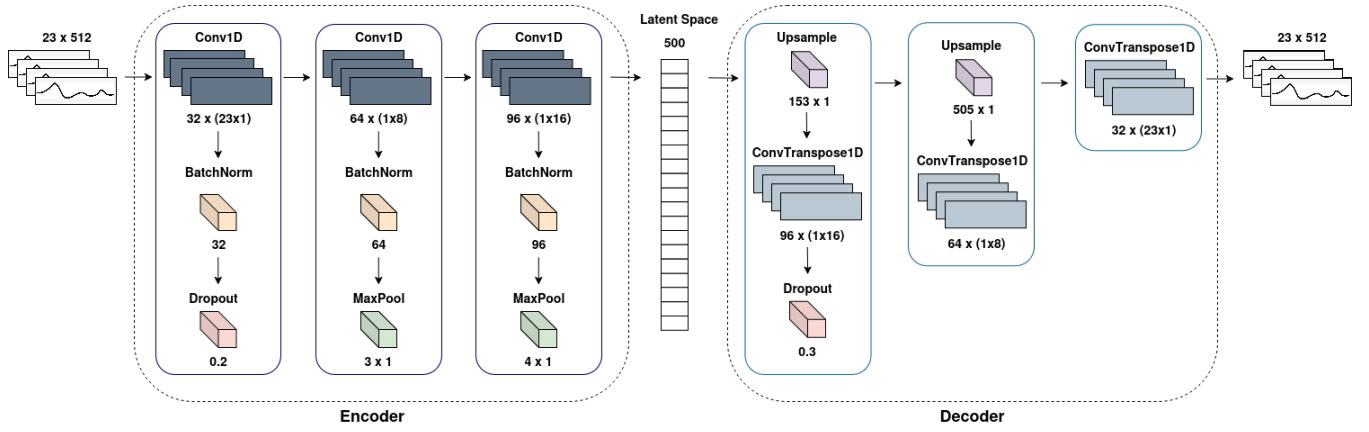 23 x 512
Conv1D
32 x (23x1)
BatchNorm
32
Dropout
0.2
Conv1D
64 x (1x8)
BatchNorm
64
MaxPool
3 x 1
Conv1D
96 x (1x16)
BatchNorm
96
MaxPool
4 x 1
Encoder
Latent Space
500
Upsample
153 x 1
ConvTranspose1D
96 x (1x16)
Dropout
0.3
Upsample
505 x 1
ConvTranspose1D
64 x (1x8)
ConvTranspose1D
32 x (23x1)
Decoder
23 x 512